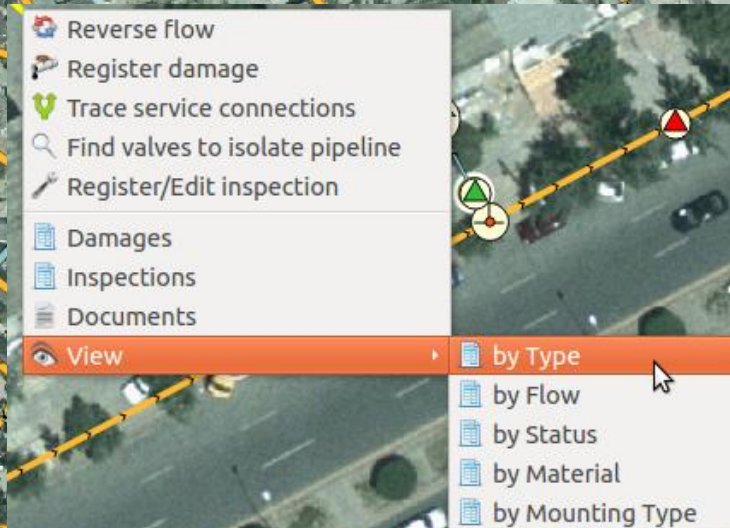 Reverse flow
Register damage
Trace service connections
Find valves to isolate pipeline
Register/Edit inspection
Damages
Inspections
Documents
View
by Type
by Flow
by Status
by Material
by Mounting Type